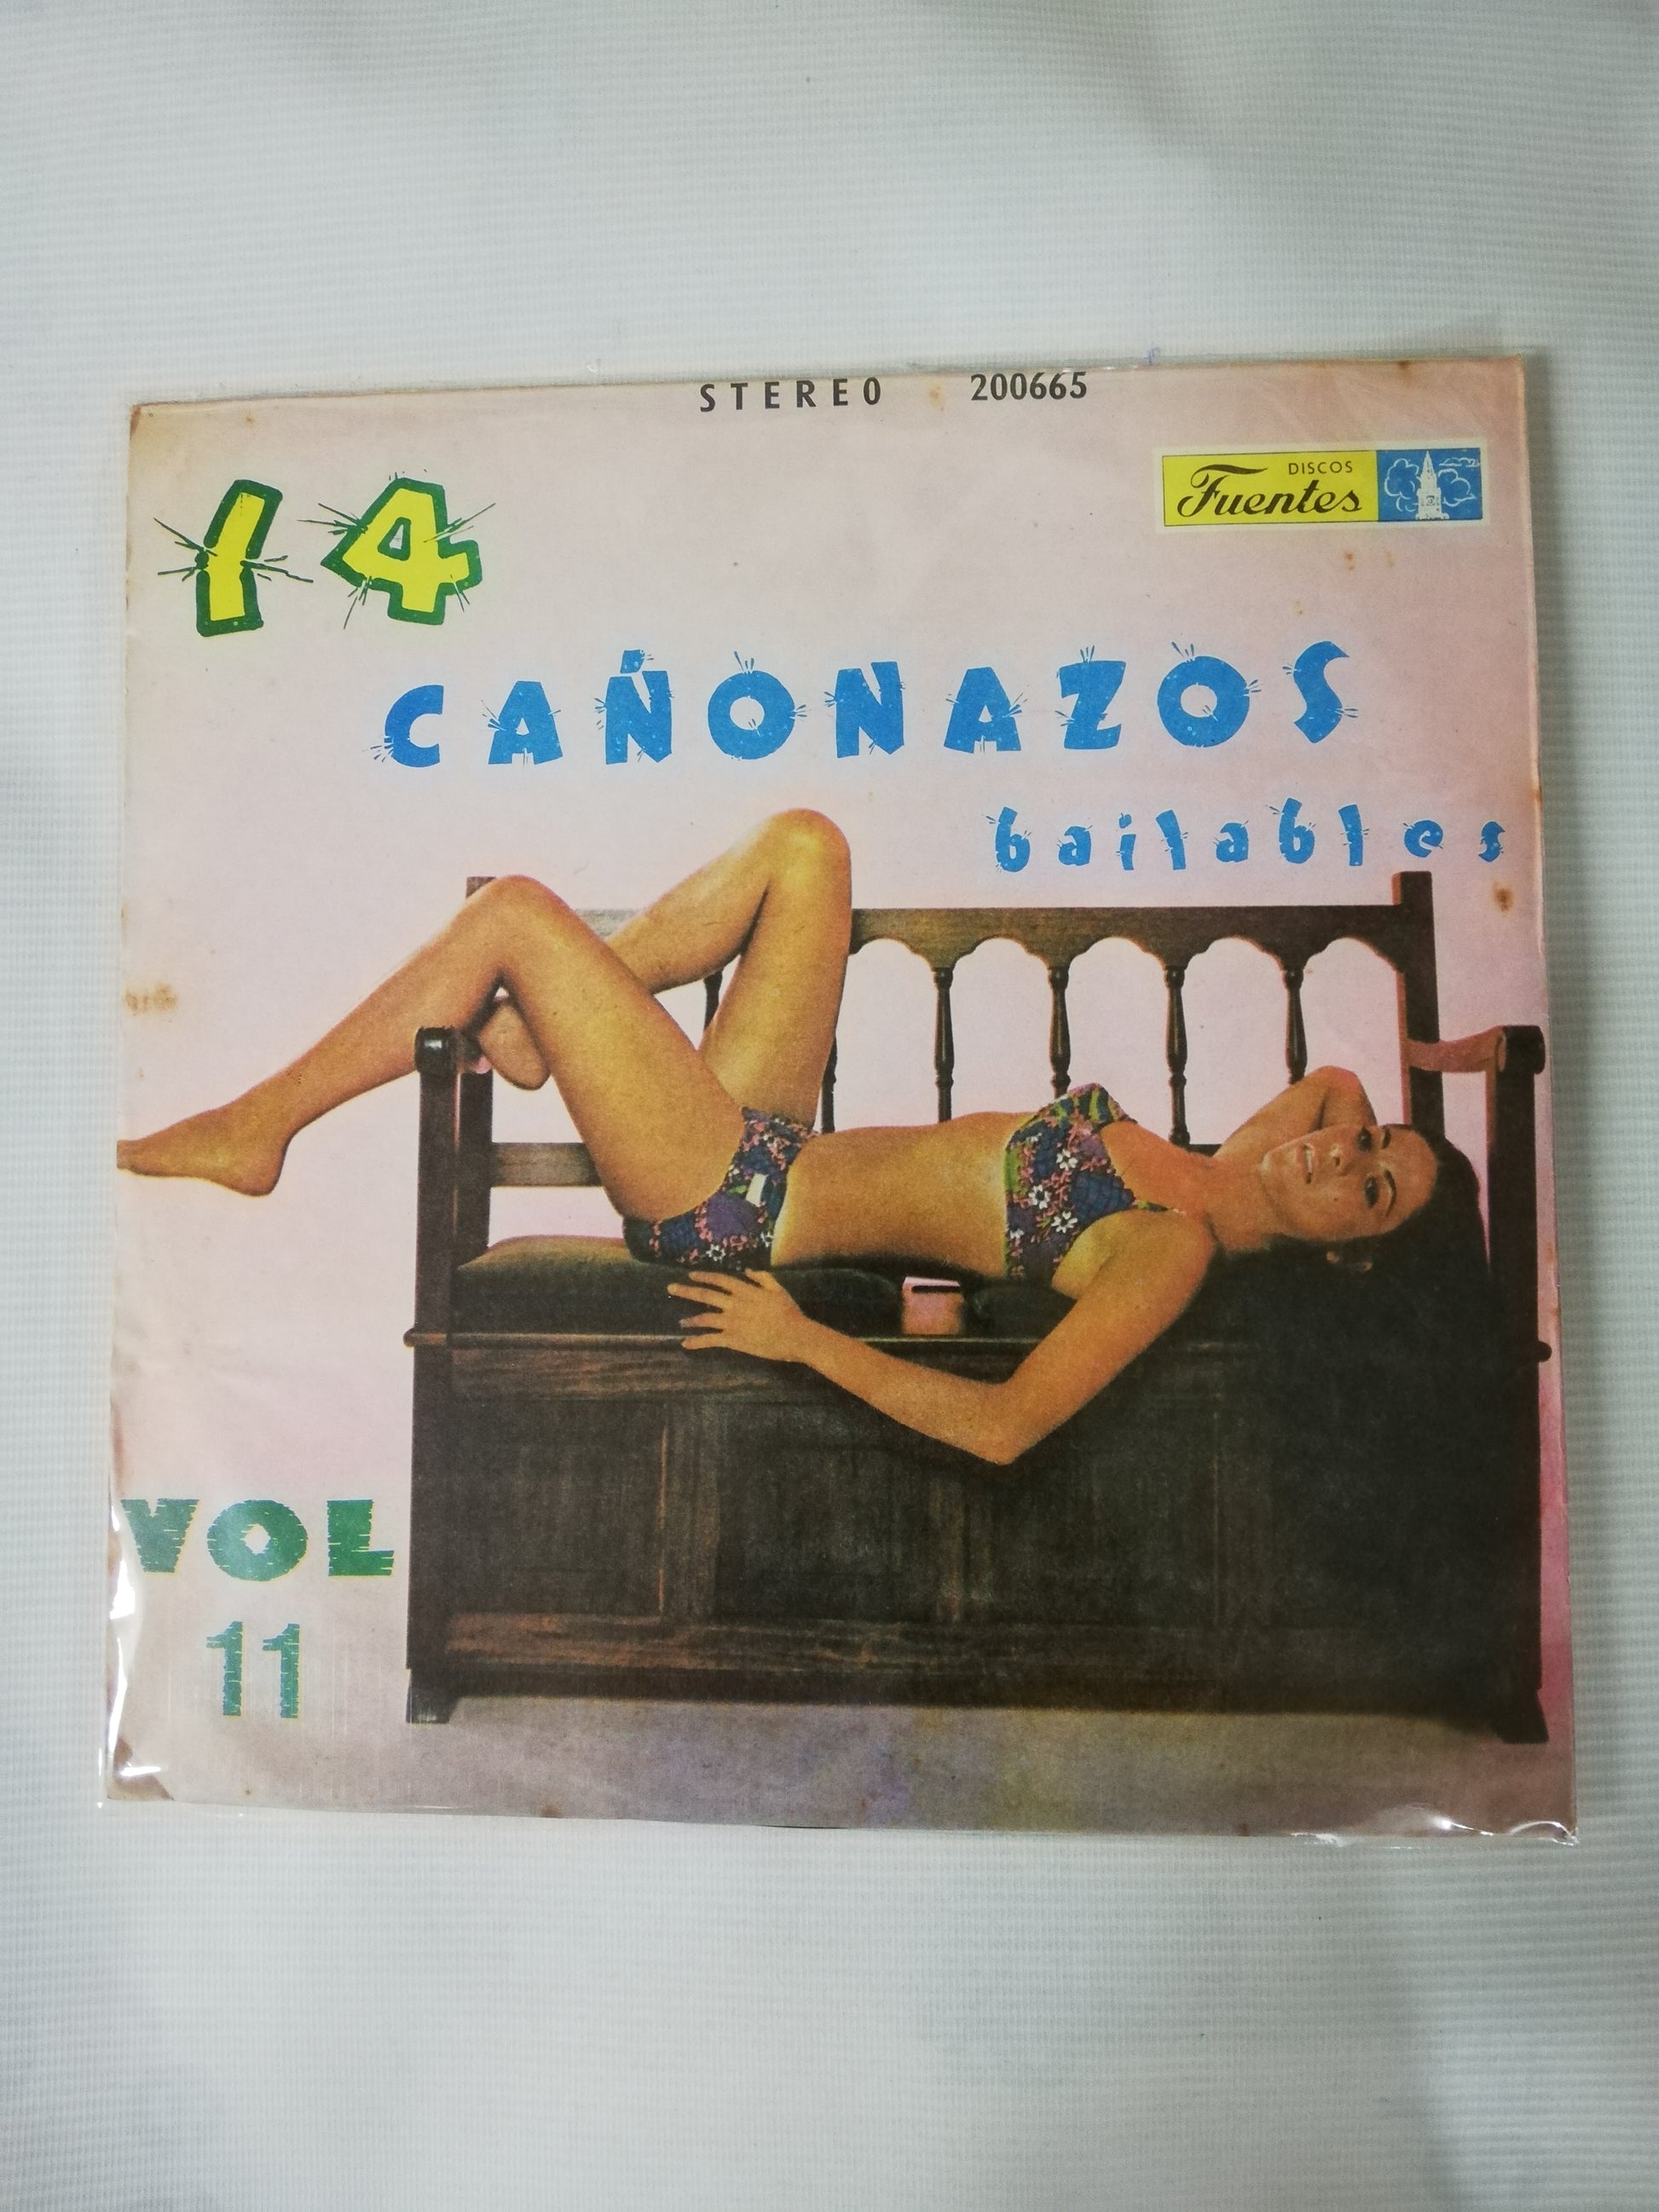 STEREO 200665
DISCOS
Fuentes
14
CAÑONAZOS
bailables
VOL
11